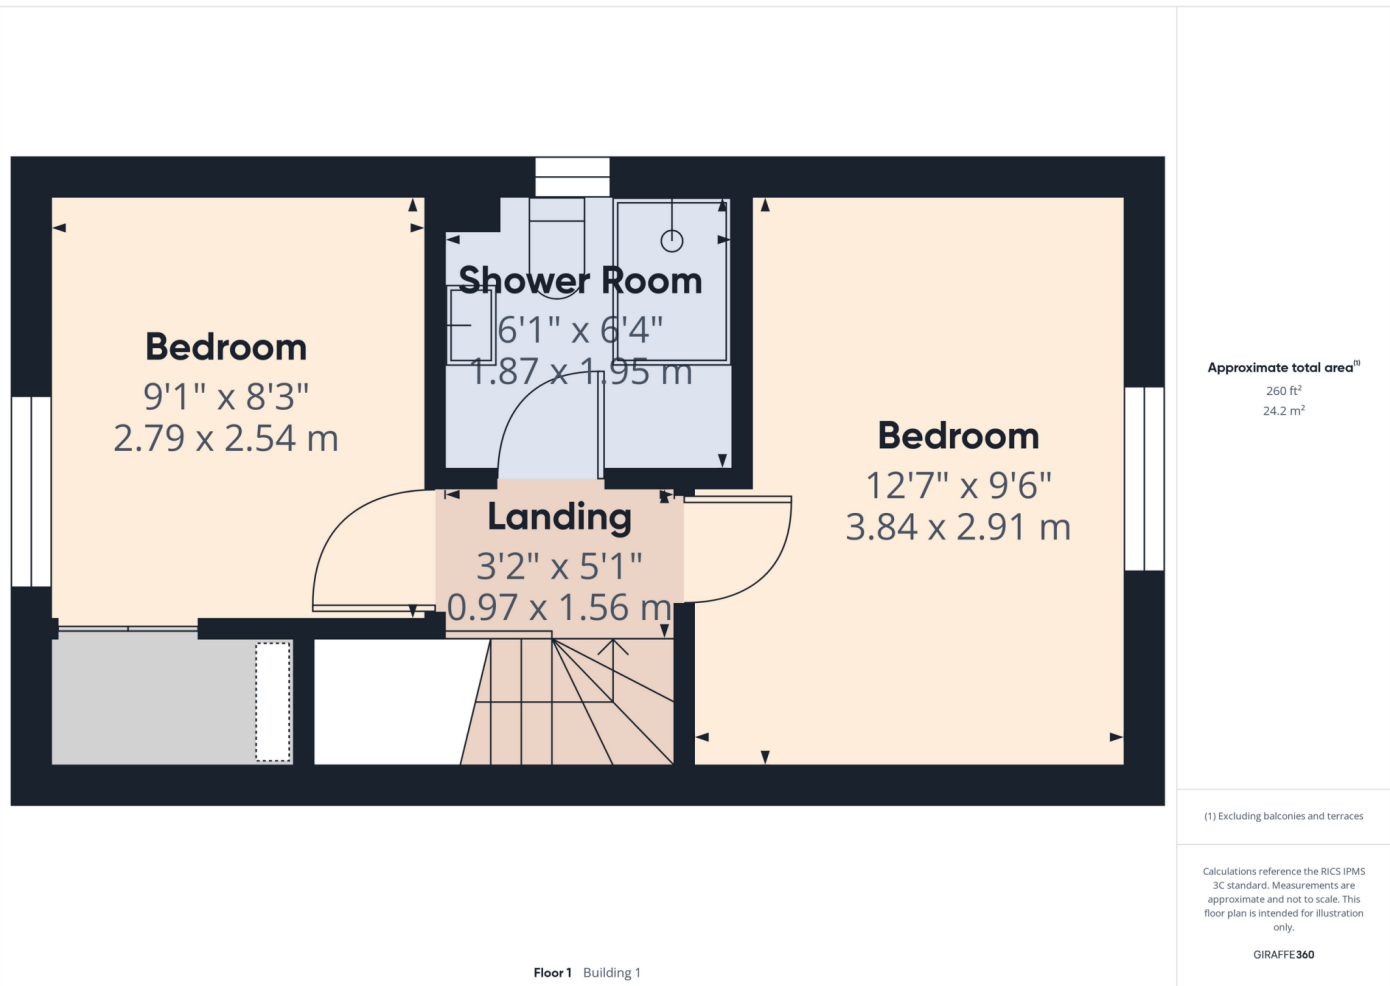 Bedroom
9'1" x 8'3"
2.79 x 2.54 m
Shower Room
6'1" x 6'4"
1.87 x 1.95 m
Landing
3'2" x 5'1"
0.97 x 1.56 m
Bedroom
12'7" x 9'6"
3.84 x 2.91 m
Approximate total area(1)
260 ft²
24.2 m²
(1) Excluding balconies and terraces
Calculations reference the RICS IPMS
3C standard. Measurements are
approximate and not to scale. This
floor plan is intended for illustration
only.
GIRAFFE360
Floor 1 Building 1